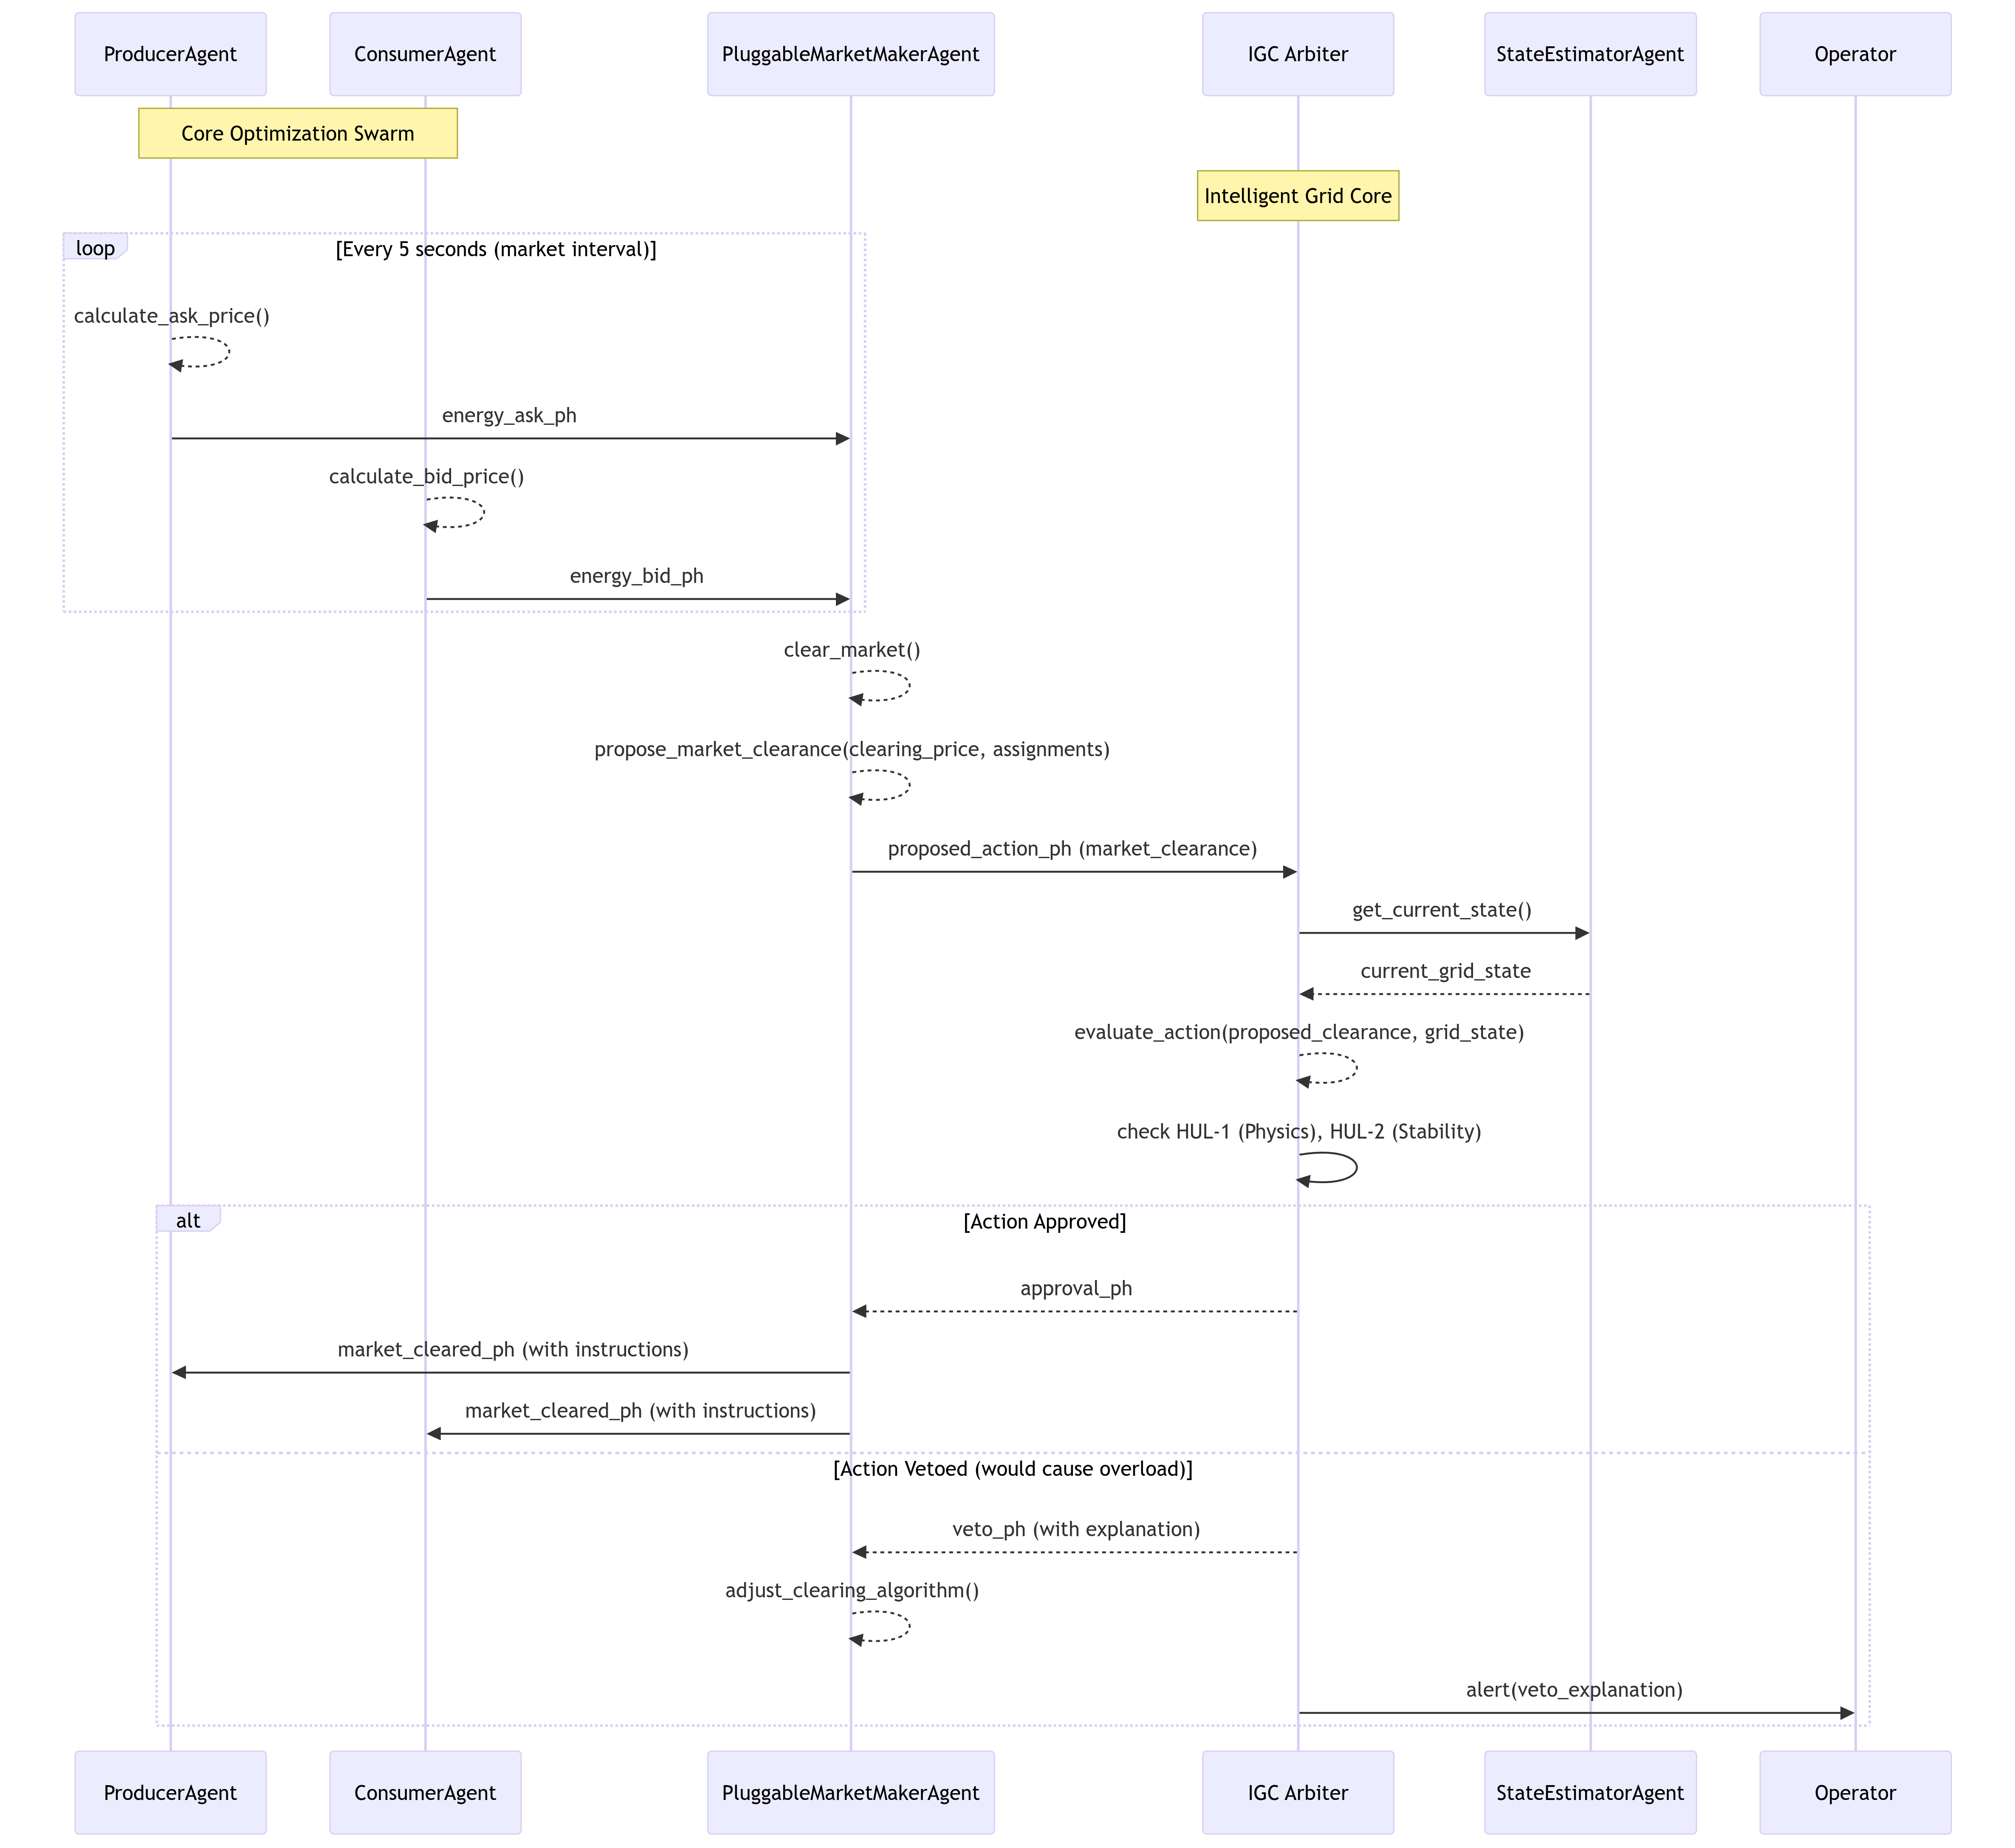 ProducerAgent
ConsumerAgent
PluggableMarketMakerAgent
IGC Arbiter
StateEstimatorAgent
Operator
Core Optimization Swarm
Intelligent Grid Core
loop
[Every 5 seconds (market interval)]
calculate_ask_price()
energy_ask_ph
calculate_bid_price()
energy_bid_ph
clear_market()
propose_market_clearance(clearing_price, assignments)
proposed_action_ph (market_clearance)
get_current_state()
current_grid_state
evaluate_action(proposed_clearance, grid_state)
check HUL-1 (Physics), HUL-2 (Stability)
alt
[Action Approved]
approval_ph
market_cleared_ph (with instructions)
market_cleared_ph (with instructions)
[Action Vetoed (would cause overload)]
veto_ph (with explanation)
adjust_clearing_algorithm()
alert(veto_explanation)
ProducerAgent
ConsumerAgent
PluggableMarketMakerAgent
IGC Arbiter
StateEstimatorAgent
Operator